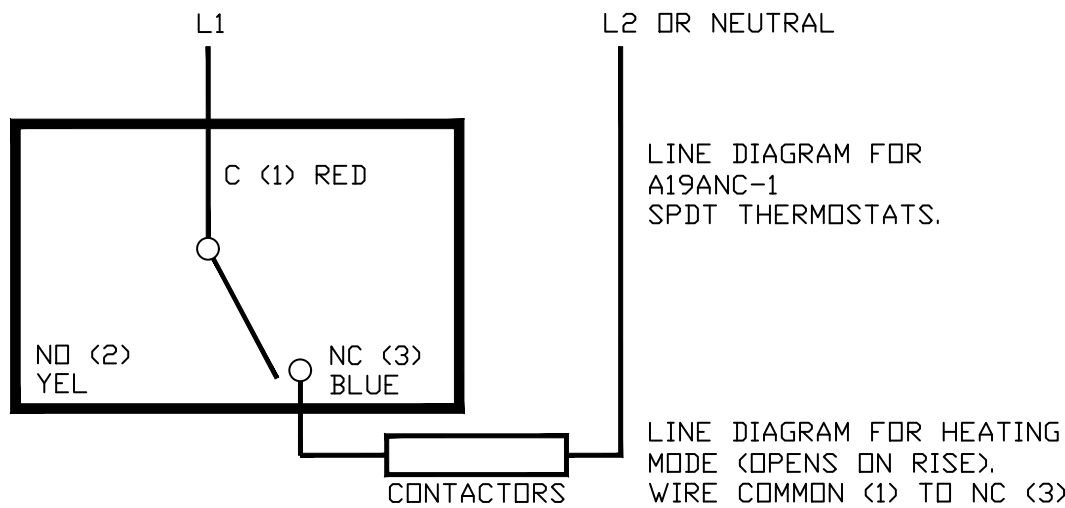 L1
L2 OR NEUTRAL
C (1) RED
LINE DIAGRAM FOR
A19ANC-1
SPDT THERMOSTATS.
NO (2)
YEL
NC (3)
BLUE
CONTACTORS
LINE DIAGRAM FOR HEATING
MODE (OPENS ON RISE).
WIRE COMMON (1) TO NC (3)